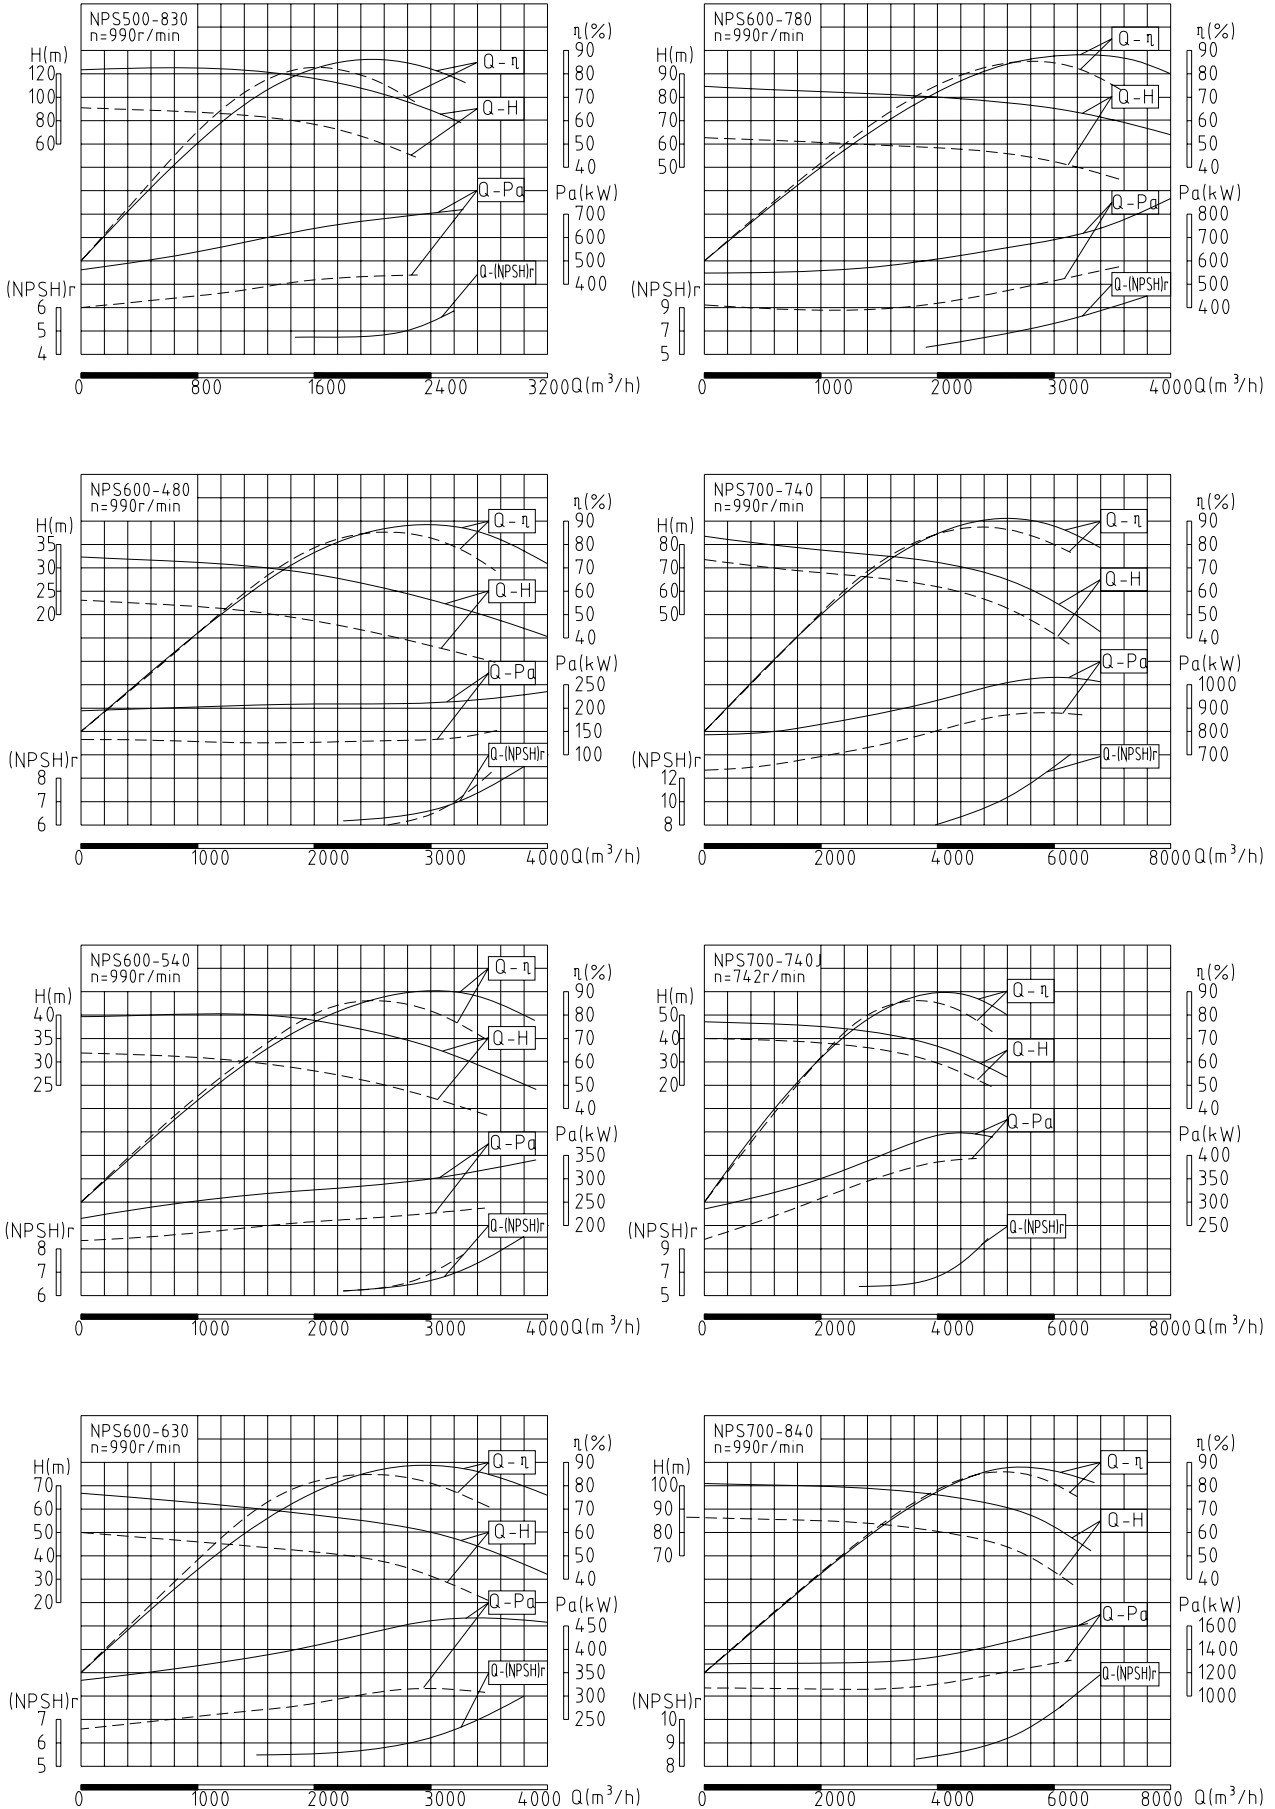 NPS500-830
n=990r/min
H(m)
120
100
80
60
(NPSH)r
6
5
4
η(%)
90
80
70
60
50
40
Pa(kW)
700
600
500
400
Q-η
Q-H
Q-Pa
Q-(NPSH)r
0 800 1600 2400 3200 Q(m³/h)
NPS600-780
n=990r/min
H(m)
90
80
70
60
50
(NPSH)r
9
7
5
η(%)
90
80
70
60
50
40
Pa(kW)
800
700
600
500
400
Q-η
Q-H
Q-Pa
Q-(NPSH)r
0 1000 2000 3000 4000 Q(m³/h)
NPS600-480
n=990r/min
H(m)
35
30
25
20
(NPSH)r
8
7
6
η(%)
90
80
70
60
50
40
Pa(kW)
250
200
150
100
Q-η
Q-H
Q-Pa
Q-(NPSH)r
0 1000 2000 3000 4000 Q(m³/h)
NPS700-740
n=990r/min
H(m)
80
70
60
50
(NPSH)r
12
10
8
η(%)
90
80
70
60
50
40
Pa(kW)
1000
900
800
700
Q-η
Q-H
Q-Pa
Q-(NPSH)r
0 2000 4000 6000 8000 Q(m³/h)
NPS600-540
n=990r/min
H(m)
40
35
30
25
(NPSH)r
8
7
6
η(%)
90
80
70
60
50
40
Pa(kW)
350
300
250
200
Q-η
Q-H
Q-Pa
Q-(NPSH)r
0 1000 2000 3000 4000 Q(m³/h)
NPS700-740J
n=742r/min
H(m)
50
40
30
20
(NPSH)r
9
7
5
η(%)
90
80
70
60
50
40
Pa(kW)
400
350
300
250
Q-η
Q-H
Q-Pa
Q-(NPSH)r
0 2000 4000 6000 8000 Q(m³/h)
NPS600-630
n=990r/min
H(m)
70
60
50
40
30
20
(NPSH)r
7
6
5
η(%)
90
80
70
60
50
40
Pa(kW)
450
400
350
300
250
Q-η
Q-H
Q-Pa
Q-(NPSH)r
0 1000 2000 3000 4000 Q(m³/h)
NPS700-840
n=990r/min
H(m)
100
90
80
70
(NPSH)r
10
9
8
η(%)
90
80
70
60
50
40
Pa(kW)
1600
1400
1200
1000
Q-η
Q-H
Q-Pa
Q-(NPSH)r
0 2000 4000 6000 8000 Q(m³/h)